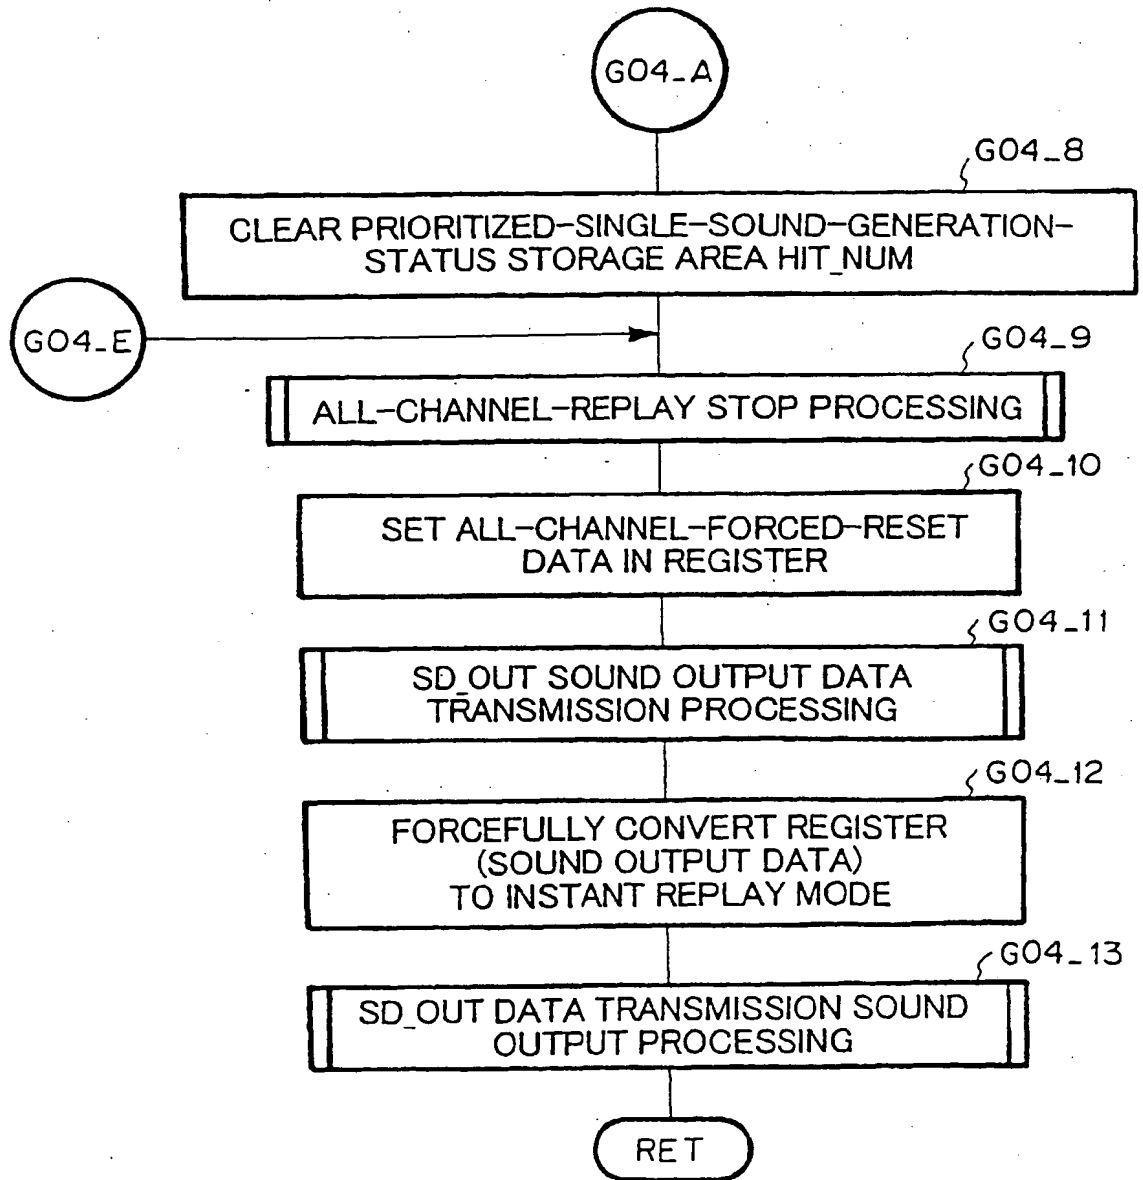 G04_A
G04_8
CLEAR PRIORITIZED-SINGLE-SOUND-GENERATION-
STATUS STORAGE AREA HIT_NUM
G04_E
G04_9
ALL-CHANNEL-REPLAY STOP PROCESSING
G04_10
SET ALL-CHANNEL-FORCED-RESET
DATA IN REGISTER
G04_11
SD_OUT SOUND OUTPUT DATA
TRANSMISSION PROCESSING
G04_12
FORCEFULLY CONVERT REGISTER
(SOUND OUTPUT DATA)
TO INSTANT REPLAY MODE
G04_13
SD_OUT DATA TRANSMISSION SOUND
OUTPUT PROCESSING
RET